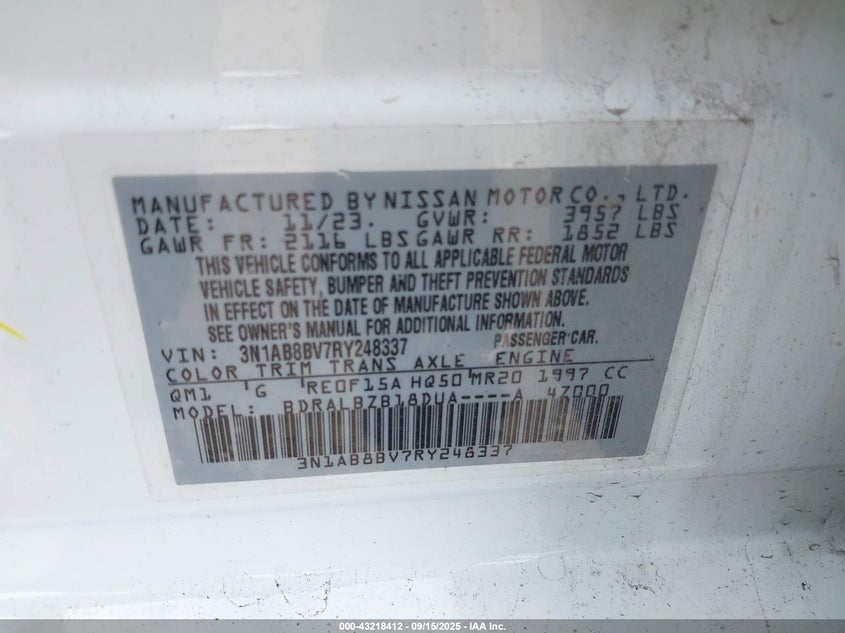 MANUFACTURED BY NISSAN MOTOR CO., LTD.
DATE: 11/23. GVWR: 3957 LBS
GAWR FR: 2116 LBS GAWR RR: 1852 LBS
THIS VEHICLE CONFORMS TO ALL APPLICABLE FEDERAL MOTOR
VEHICLE SAFETY, BUMPER AND THEFT PREVENTION STANDARDS
IN EFFECT ON THE DATE OF MANUFACTURE SHOWN ABOVE.
SEE OWNER'S MANUAL FOR ADDITIONAL INFORMATION.
VIN: 3N1AB8BV7RY248337 PASSENGER CAR.
COLOR TRIM TRANS AXLE ENGINE
QM1 G RE0F15A HQ50 MR20 1997 CC
MODEL: BDRALBZB18DUA----A 47000
3N1AB8BV7RY248337
000-43218412 - 09/15/2025 - IAA Inc.